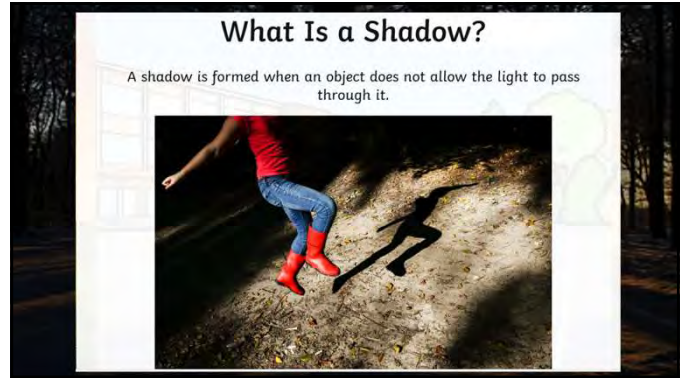 What Is a Shadow?
A shadow is formed when an object does not allow the light to pass
through it.